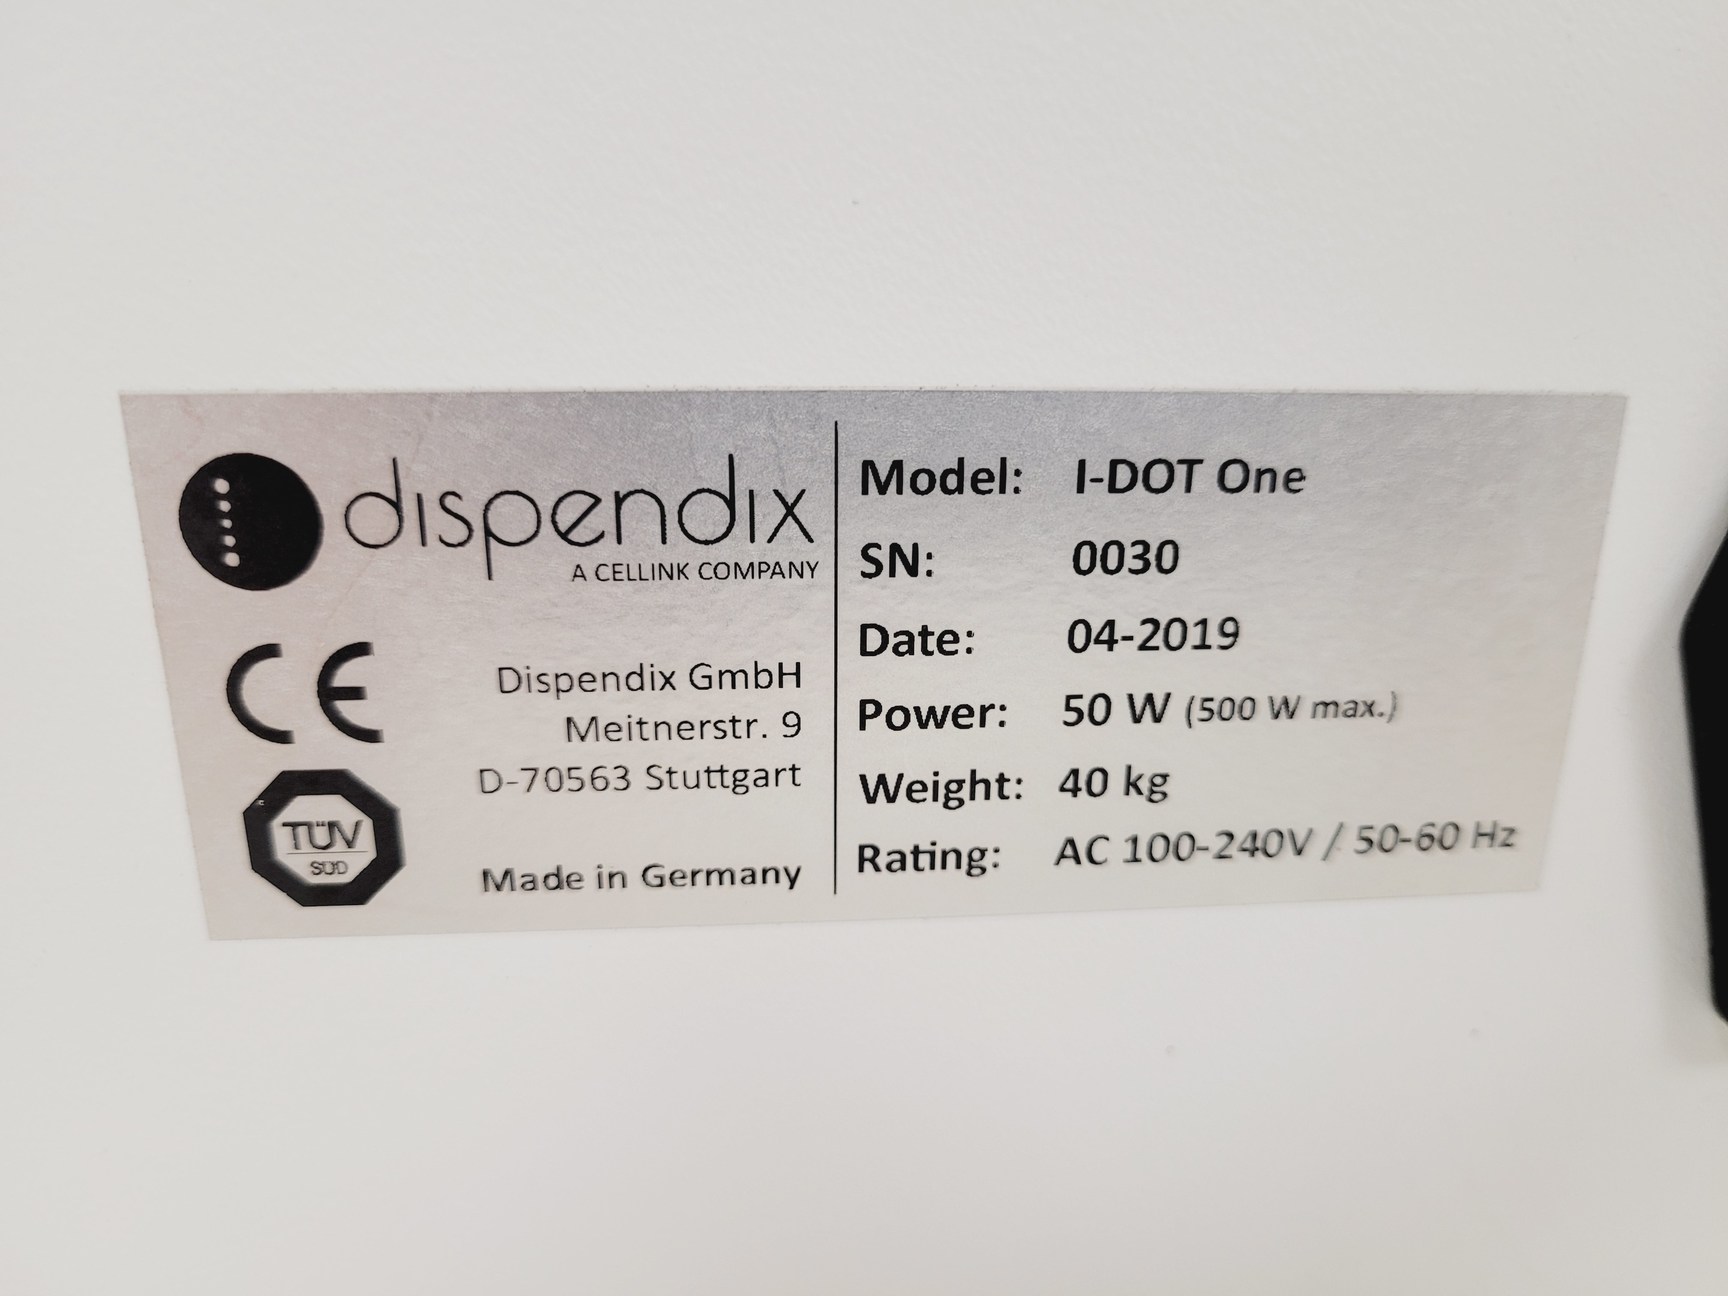 dispendix
A CELLINK COMPANY
CE
Dispendix GmbH
Meitnerstr. 9
D-70563 Stuttgart
TÜV
SÜD
Made in Germany
Model: I-DOT One
SN: 0030
Date: 04-2019
Power: 50 W (500 W max.)
Weight: 40 kg
Rating: AC 100-240V / 50-60 Hz